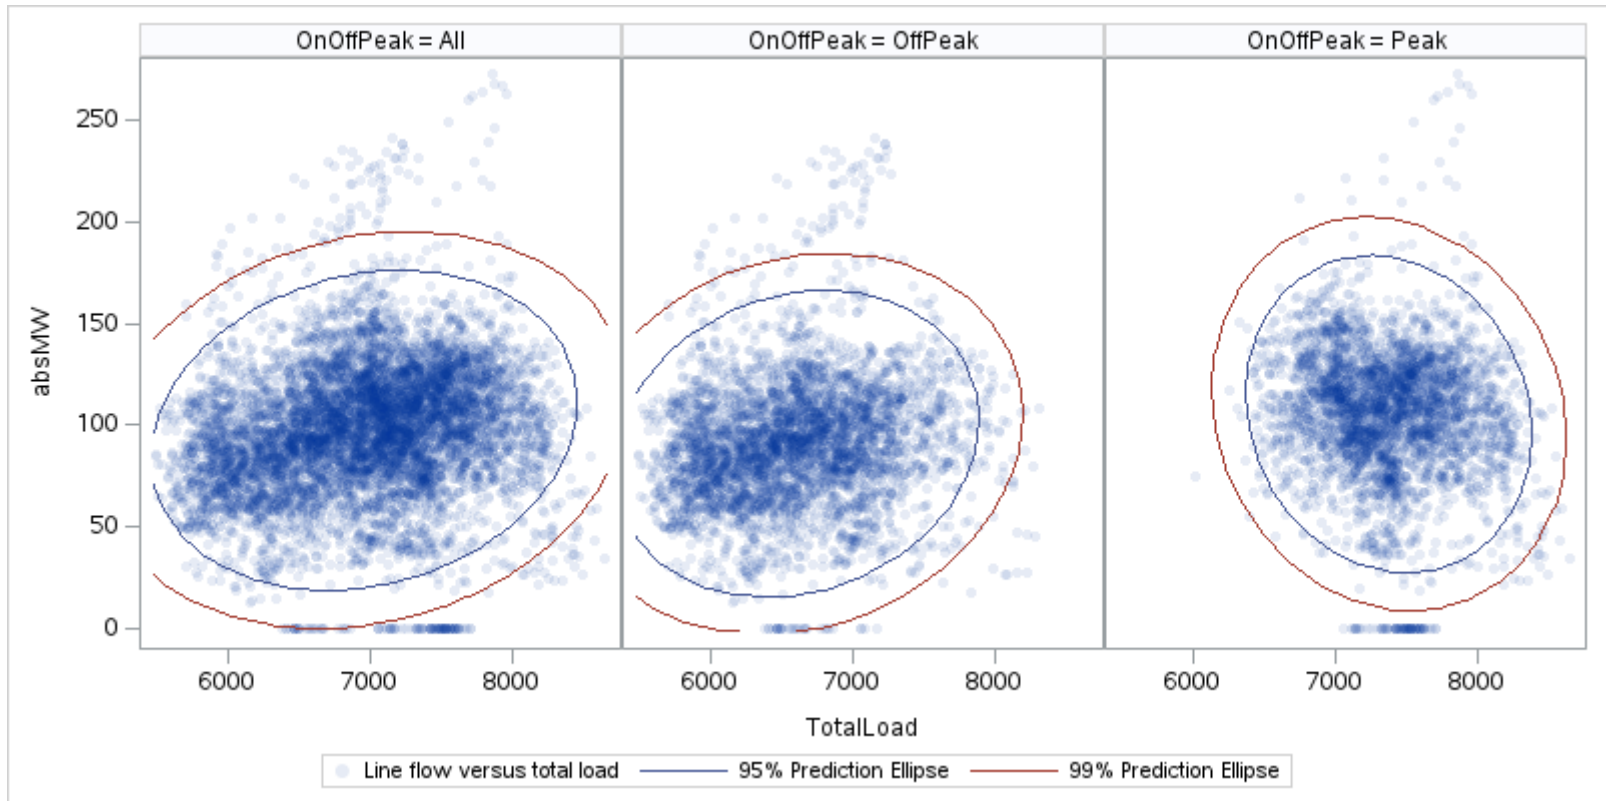 OnOffPeak = All
OnOffPeak = OffPeak
OnOffPeak = Peak
250
200
150
100
50
0
absMW
6000 7000 8000
6000 7000 8000
6000 7000 8000
TotalLoad
Line flow versus total load
95% Prediction Ellipse
99% Prediction Ellipse